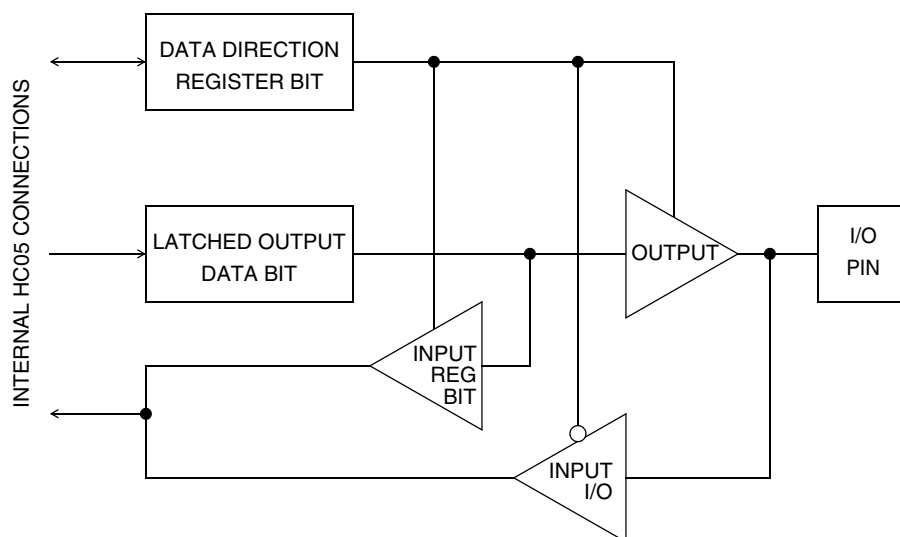 DATA DIRECTION
REGISTER BIT
INTERNAL HC05 CONNECTIONS
LATCHED OUTPUT
DATA BIT
OUTPUT
I/O
PIN
INPUT
REG
BIT
INPUT
I/O